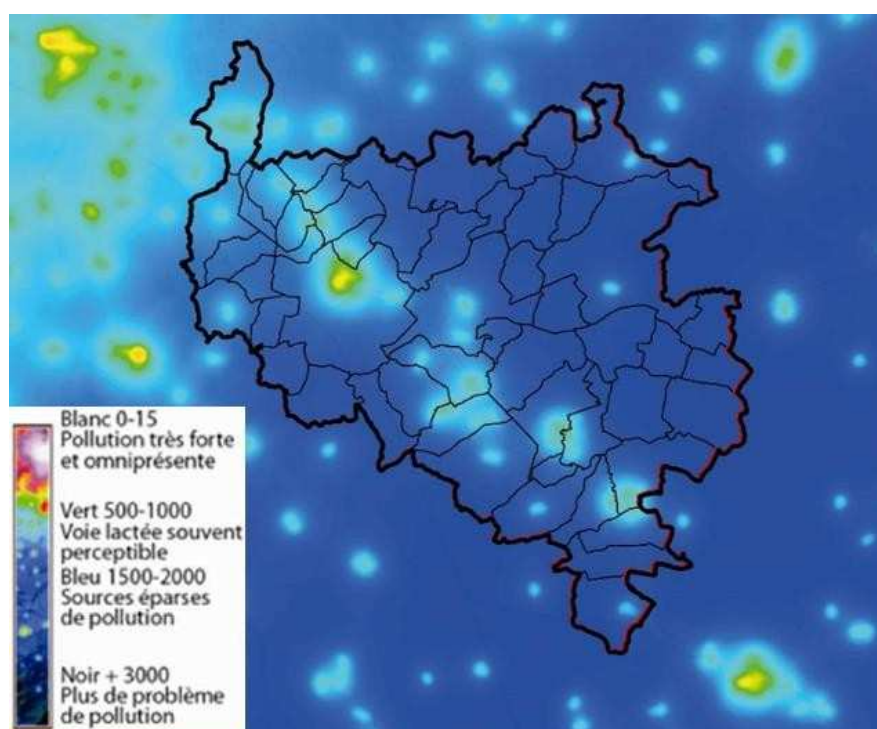 Blanc 0-15
Pollution très forte
et omniprésente
Vert 500-1000
Voie lactée souvent
perceptible
Bleu 1500-2000
Sources éparses
de pollution
Noir + 3000
Plus de problème
de pollution